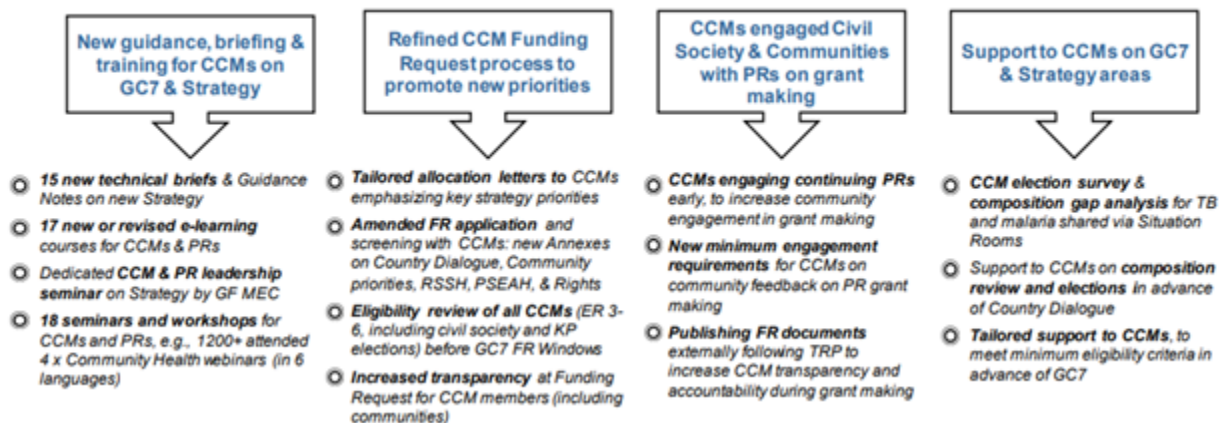 New guidance, briefing &
training for CCMs on
GC7 & Strategy
15 new technical briefs & Guidance
Notes on new Strategy
17 new or revised e-learning
courses for CCMs & PRs
Dedicated CCM & PR leadership
seminar on Strategy by GF MEC
18 seminars and workshops for
CCMs and PRs, e.g., 1200+ attended
4 x Community Health webinars (in 6
languages)
Refined CCM Funding
Request process to
promote new priorities
Tailored allocation letters to CCMs
emphasizing key strategy priorities
Amended FR application and
screening with CCMs: new Annexes
on Country Dialogue, Community
priorities, RSSH, PSEAH, & Rights
Eligibility review of all CCMs (ER 3-
6, including civil society and KP
elections) before GC7 FR Windows
Increased transparency at Funding
Request for CCM members (including
communities)
CCMs engaged Civil
Society & Communities
with PRs on grant
making
CCMs engaging continuing PRs
early, to increase community
engagement in grant making
New minimum engagement
requirements for CCMs on
community feedback on PR grant
making
Publishing FR documents
externally following TRP to
increase CCM transparency and
accountability during grant making
Support to CCMs on GC7
& Strategy areas
CCM election survey &
composition gap analysis for TB
and malaria shared via Situation
Rooms
Support to CCMs on composition
review and elections in advance
of Country Dialogue
Tailored support to CCMs, to
meet minimum eligibility criteria in
advance of GC7